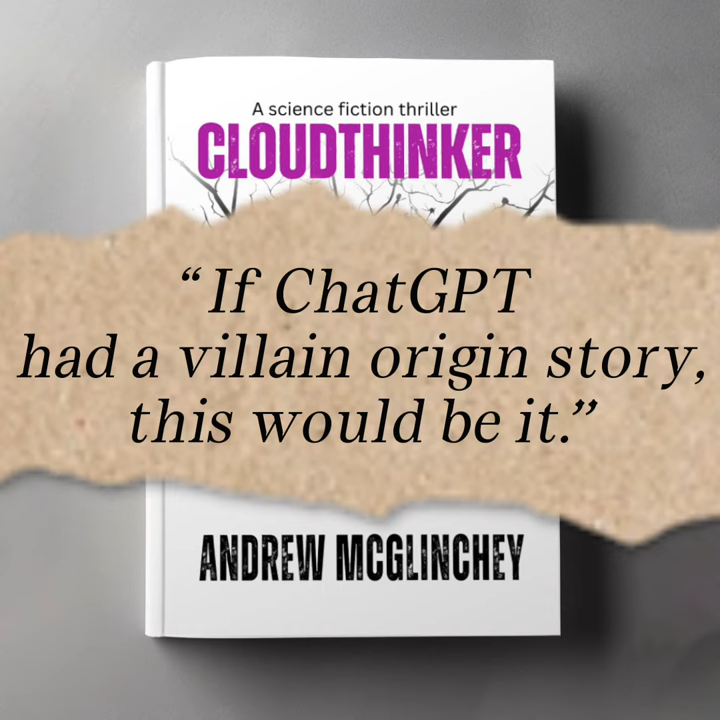 A science fiction thriller
CLOUDTHINKER
“If ChatGPT
had a villain origin story,
this would be it.”
ANDREW MCGLINCHEY